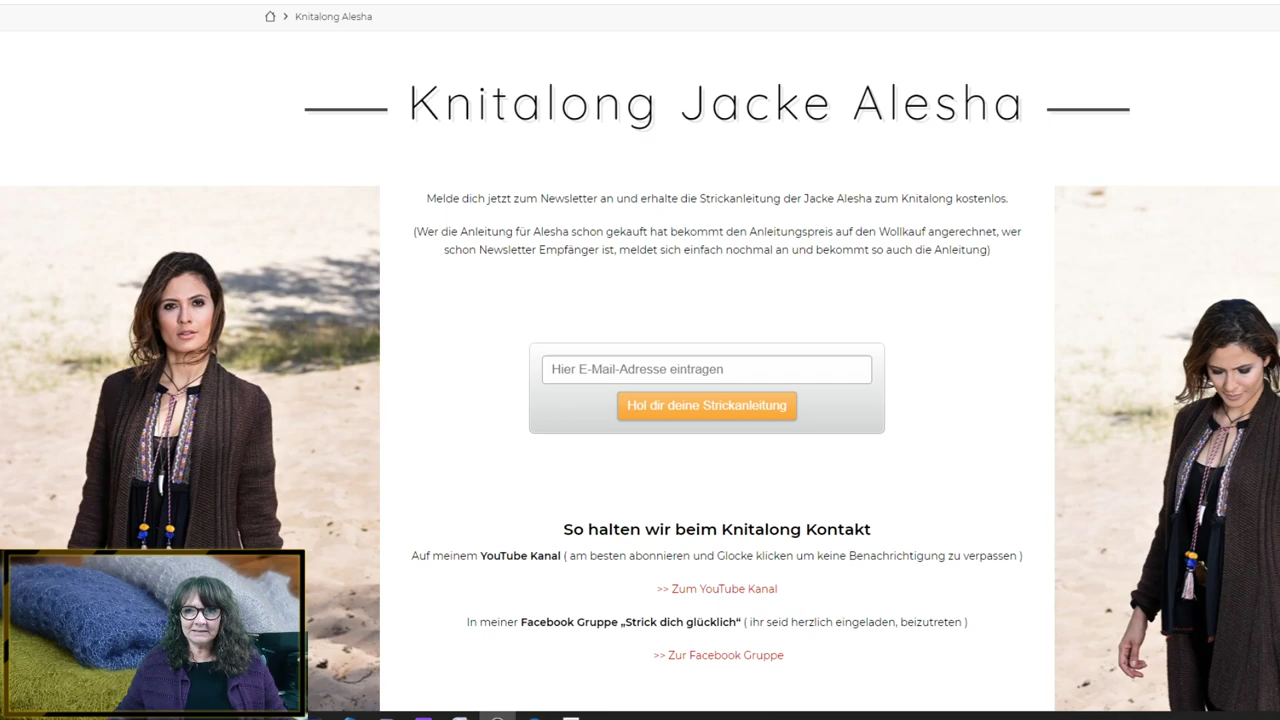 Knitalong Alesha
Knitalong Jacke Alesha
Melde dich jetzt zum Newsletter an und erhalte die Strickanleitung der Jacke Alesha zum Knitalong kostenlos.
(Wer die Anleitung für Alesha schon gekauft hat bekommt den Anleitungspreis auf den Wollkauf angerechnet, wer
schon Newsletter Empfänger ist, meldet sich einfach nochmal an und bekommt so auch die Anleitung)
Hier E-Mail-Adresse eintragen
Hol dir deine Strickanleitung
So halten wir beim Knitalong Kontakt
Auf meinem YouTube Kanal ( am besten abonnieren und Glocke klicken um keine Benachrichtigung zu verpassen )
>> Zum YouTube Kanal
In meiner Facebook Gruppe „Strick dich glücklich“ ( ihr seid herzlich eingeladen, beizutreten )
>> Zur Facebook Gruppe